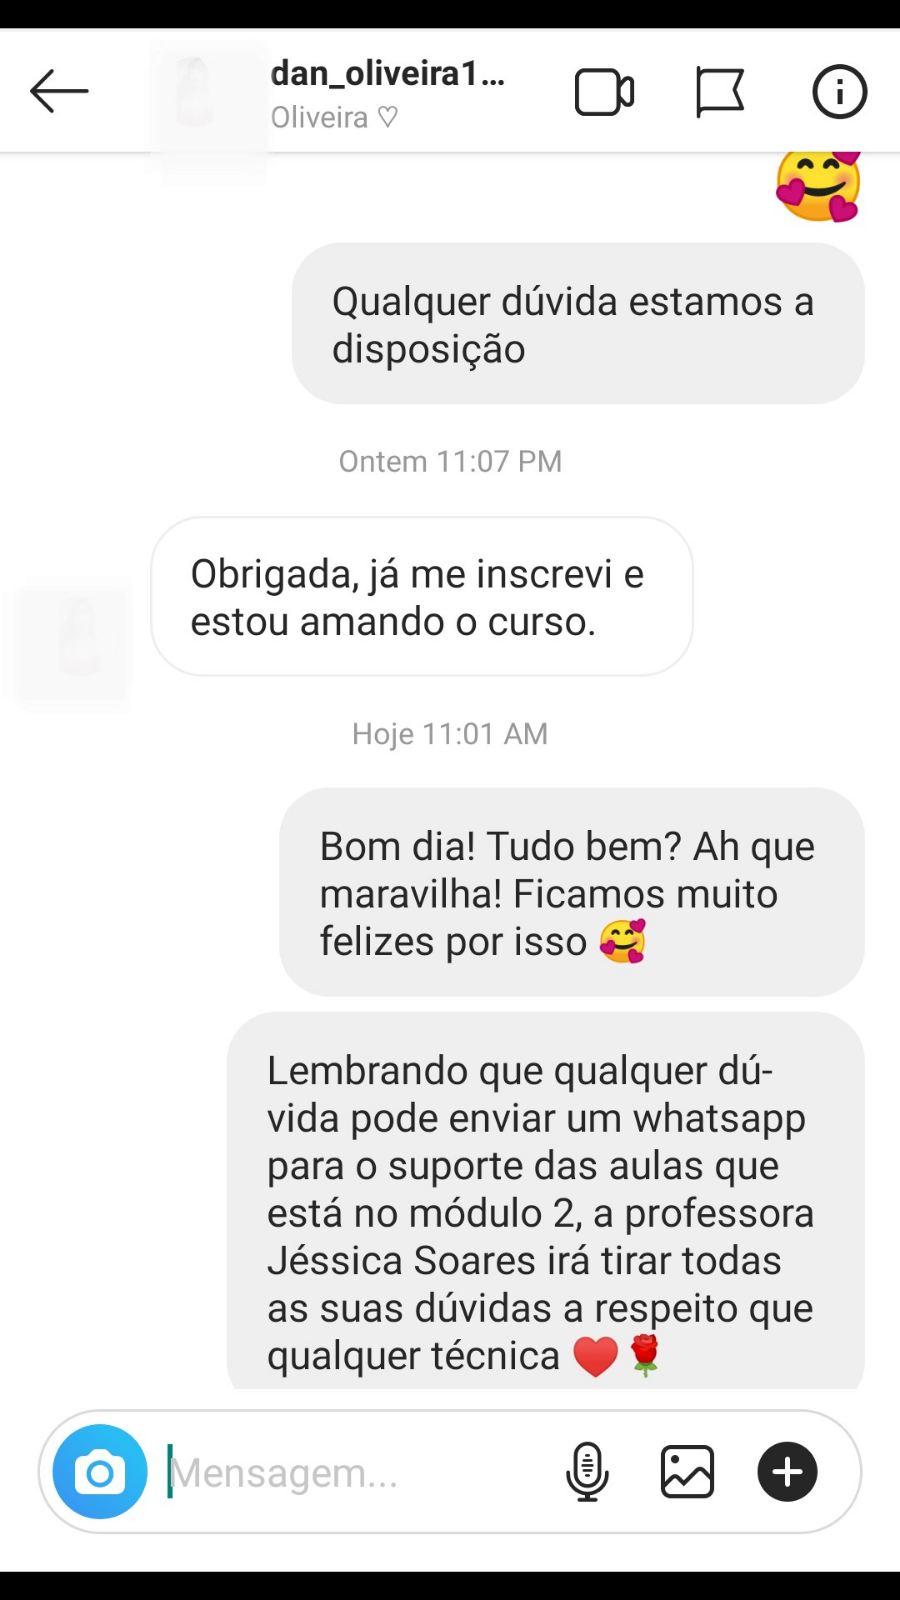 dan_oliveira1...
Oliveira ♡
🥰
Qualquer dúvida estamos a
disposição
Ontem 11:07 PM
Obrigada, já me inscrevi e
estou amando o curso.
Hoje 11:01 AM
Bom dia! Tudo bem? Ah que
maravilha! Ficamos muito
felizes por isso 🥰
Lembrando que qualquer dú-
vida pode enviar um whatsapp
para o suporte das aulas que
está no módulo 2, a professora
Jéssica Soares irá tirar todas
as suas dúvidas a respeito que
qualquer técnica ♥️🌹
Mensagem...